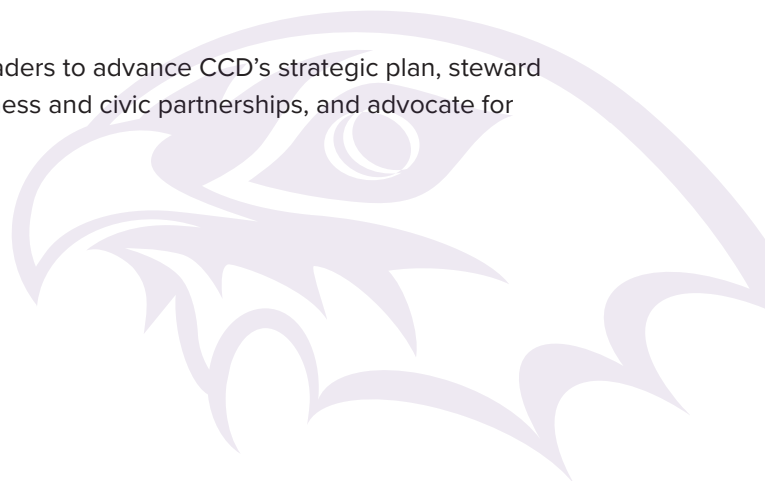 aders to advance CCD’s strategic plan, steward
ess and civic partnerships, and advocate for